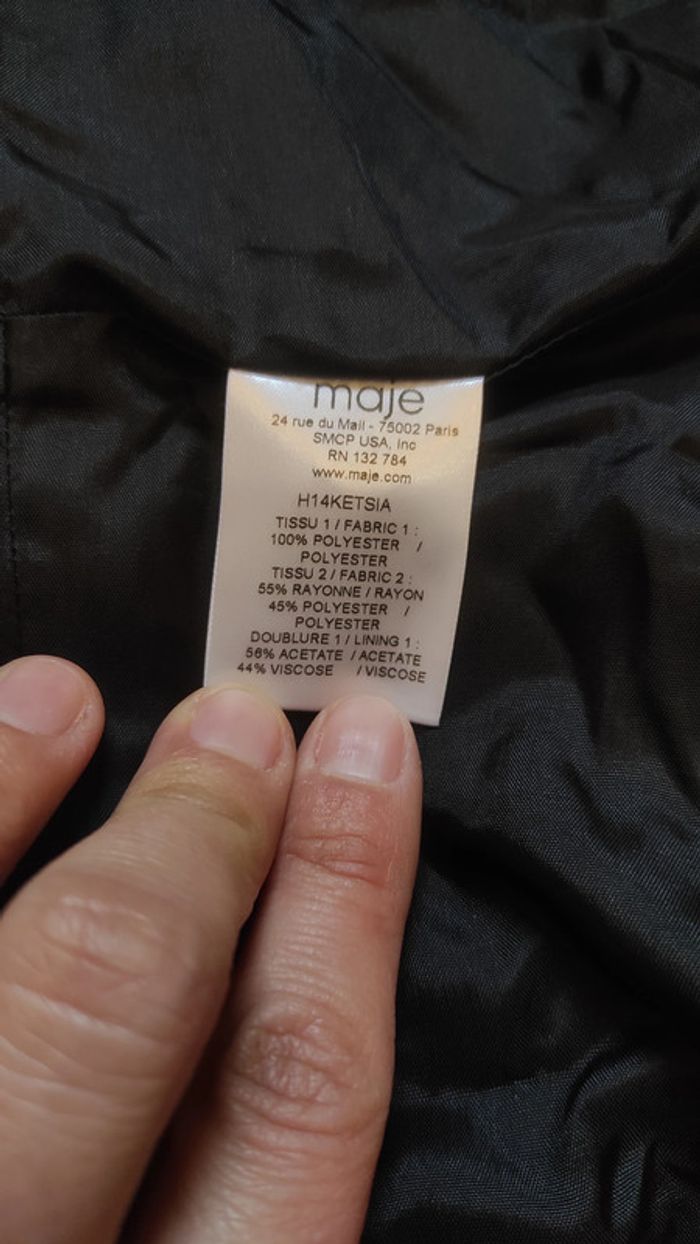 maje
24 rue du Mail - 75002 Paris
SMCP USA, Inc
RN 132 784
www.maje.com
H14KETSIA
TISSU 1 / FABRIC 1 :
100% POLYESTER /
POLYESTER
TISSU 2 / FABRIC 2 :
55% RAYONNE / RAYON
45% POLYESTER /
POLYESTER
DOUBLURE 1 / LINING 1 :
56% ACETATE / ACETATE
44% VISCOSE / VISCOSE